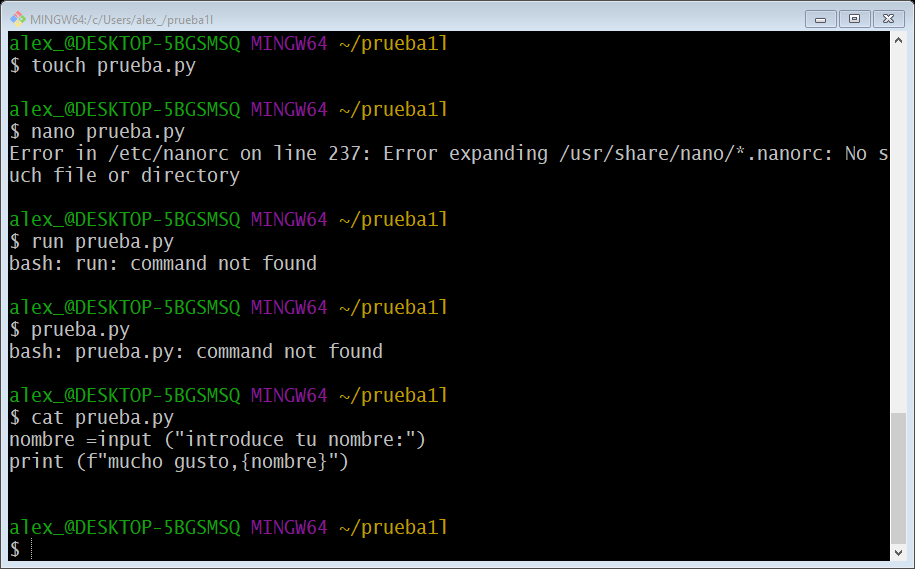 MINGW64:/c/Users/alex_/prueba1l
alex_@DESKTOP-5BGSMSQ MINGW64 ~/prueba1l
$ touch prueba.py
alex_@DESKTOP-5BGSMSQ MINGW64 ~/prueba1l
$ nano prueba.py
Error in /etc/nanorc on line 237: Error expanding /usr/share/nano/*.nanorc: No s
uch file or directory
alex_@DESKTOP-5BGSMSQ MINGW64 ~/prueba1l
$ run prueba.py
bash: run: command not found
alex_@DESKTOP-5BGSMSQ MINGW64 ~/prueba1l
$ prueba.py
bash: prueba.py: command not found
alex_@DESKTOP-5BGSMSQ MINGW64 ~/prueba1l
$ cat prueba.py
nombre =input ("introduce tu nombre:")
print (f"mucho gusto,{nombre}")
alex_@DESKTOP-5BGSMSQ MINGW64 ~/prueba1l
$